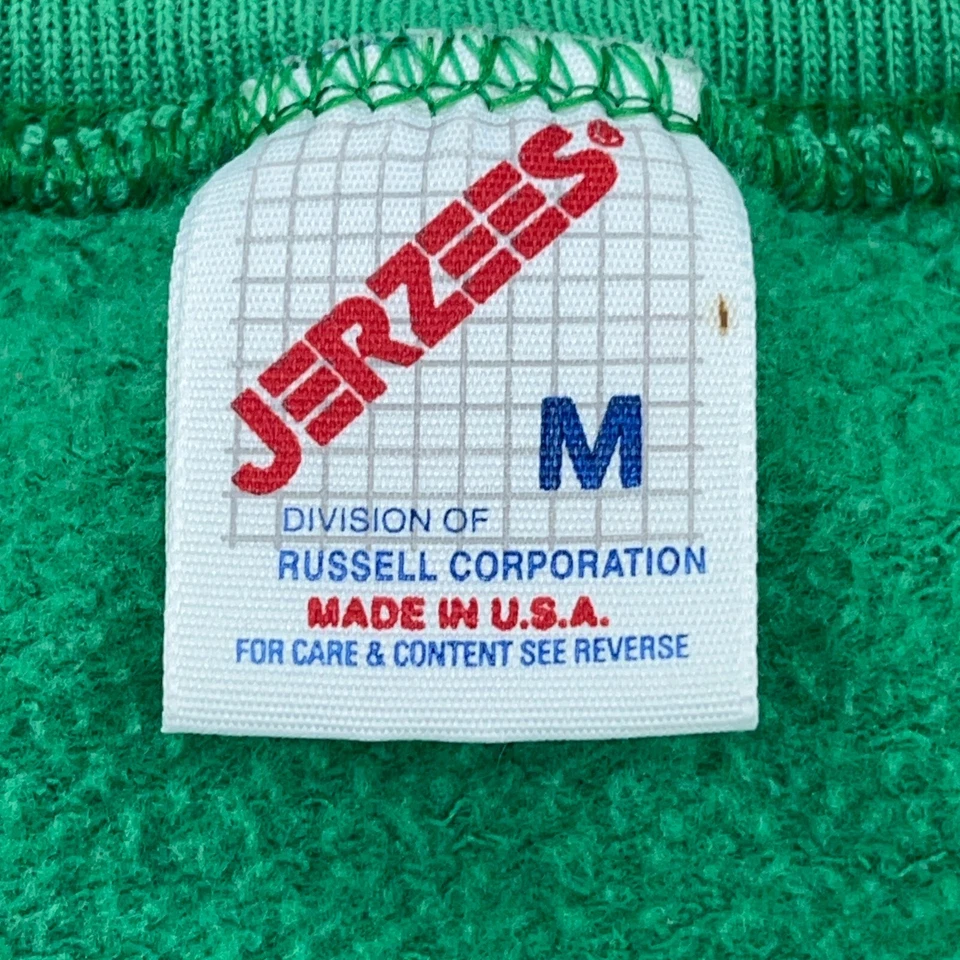 JERZEES®
M
DIVISION OF
RUSSELL CORPORATION
MADE IN U.S.A.
FOR CARE & CONTENT SEE REVERSE